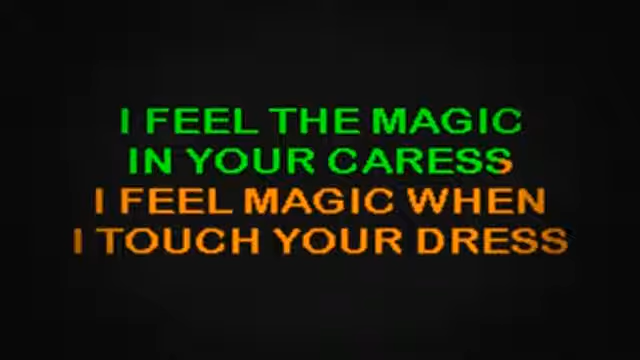 I FEEL THE MAGIC
IN YOUR CARESS
I FEEL MAGIC WHEN
I TOUCH YOUR DRESS